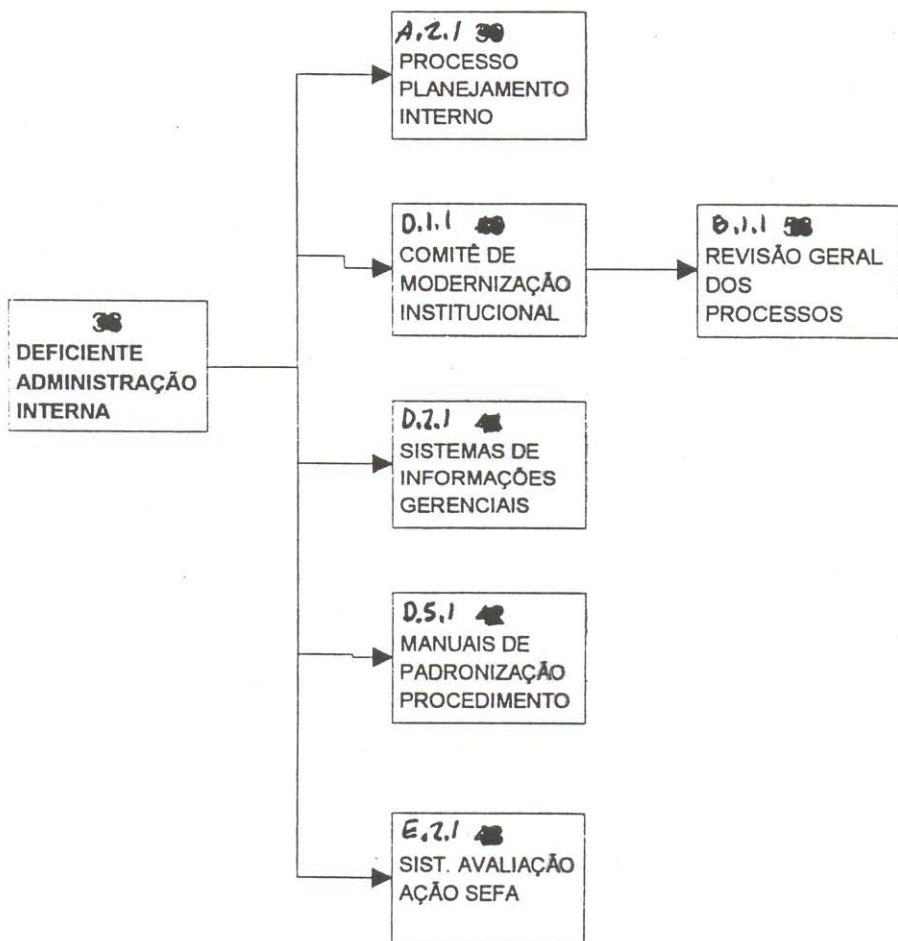 A.2.1
PROCESSO
PLANEJAMENTO
INTERNO
D.1.1
COMITÊ DE
MODERNIZAÇÃO
INSTITUCIONAL
B.1.1
REVISÃO GERAL
DOS
PROCESSOS
DEFICIENTE
ADMINISTRAÇÃO
INTERNA
D.2.1
SISTEMAS DE
INFORMAÇÕES
GERENCIAIS
D.5.1
MANUAIS DE
PADRONIZAÇÃO
PROCEDIMENTO
E.2.1
SIST. AVALIAÇÃO
AÇÃO SEFA